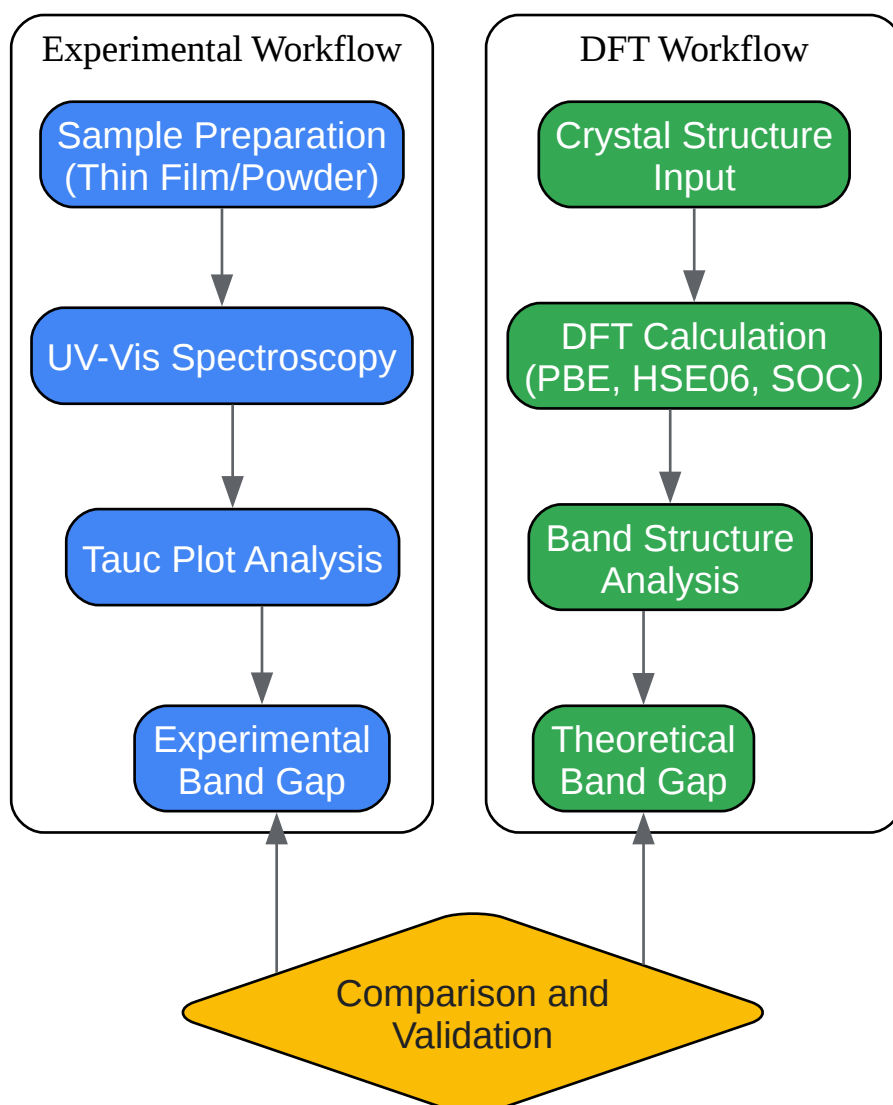 Experimental Workflow
Sample Preparation
(Thin Film/Powder)
UV-Vis Spectroscopy
Tauc Plot Analysis
Experimental
Band Gap
DFT Workflow
Crystal Structure
Input
DFT Calculation
(PBE, HSE06, SOC)
Band Structure
Analysis
Theoretical
Band Gap
Comparison and
Validation